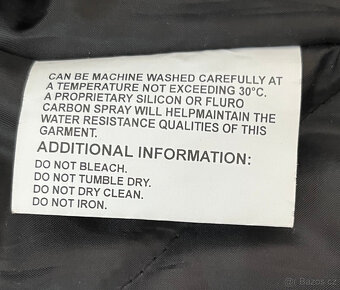 CAN BE MACHINE WASHED CAREFULLY AT
A TEMPERATURE NOT EXCEEDING 30°C.
A PROPRIETARY SILICON OR FLURO
CARBON SPRAY WILL HELPMAINTAIN THE
WATER RESISTANCE QUALITIES OF THIS
GARMENT.
ADDITIONAL INFORMATION:
DO NOT BLEACH.
DO NOT TUMBLE DRY.
DO NOT DRY CLEAN.
DO NOT IRON.
Bazos.cz